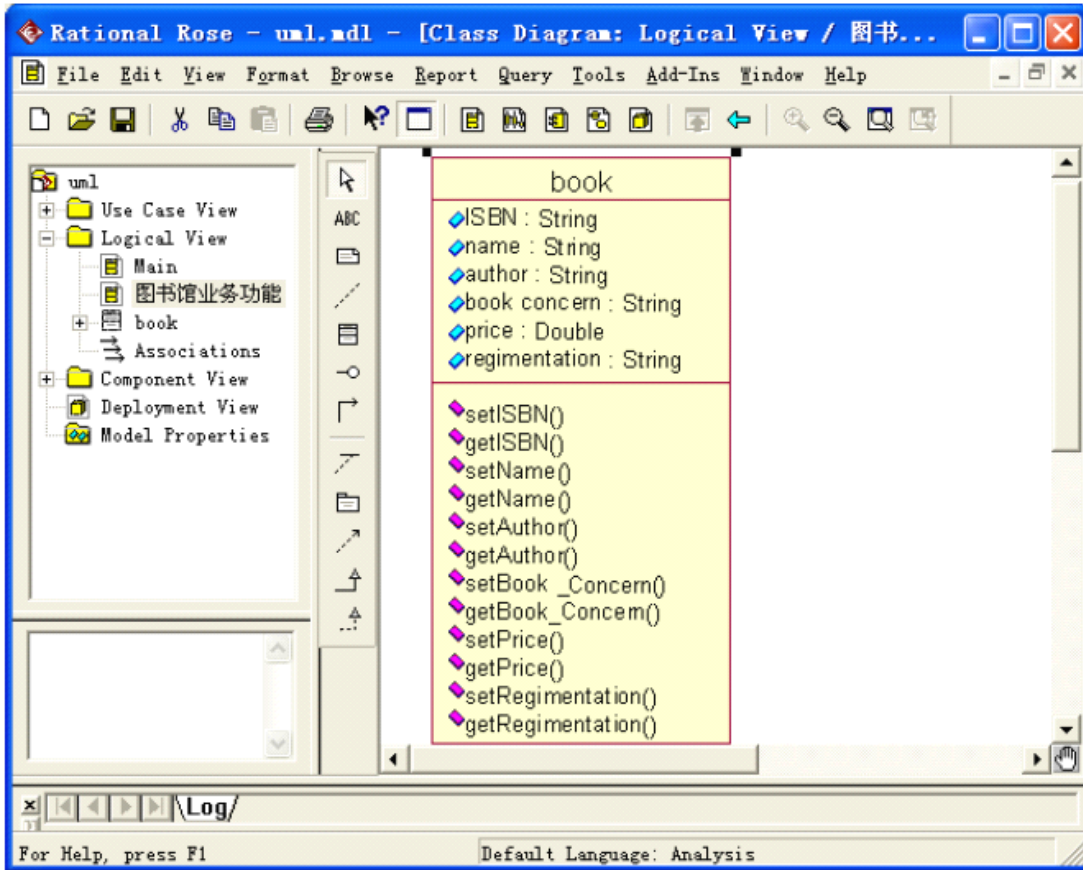 Rational Rose - uml.mdl - [Class Diagram: Logical View / 图书...
File Edit View Format Browse Report Query Tools Add-Ins Window Help
uml
Use Case View
Logical View
Main
图书馆业务功能
book
Associations
Component View
Deployment View
Model Properties
ABC
book
ISBN : String
name : String
author : String
book concern : String
price : Double
regimentation : String
setISBN()
getISBN()
setName()
getName()
setAuthor()
getAuthor()
setBook _Concern()
getBook_Concern()
setPrice()
getPrice()
setRegimentation()
getRegimentation()
Log
For Help, press F1
Default Language: Analysis